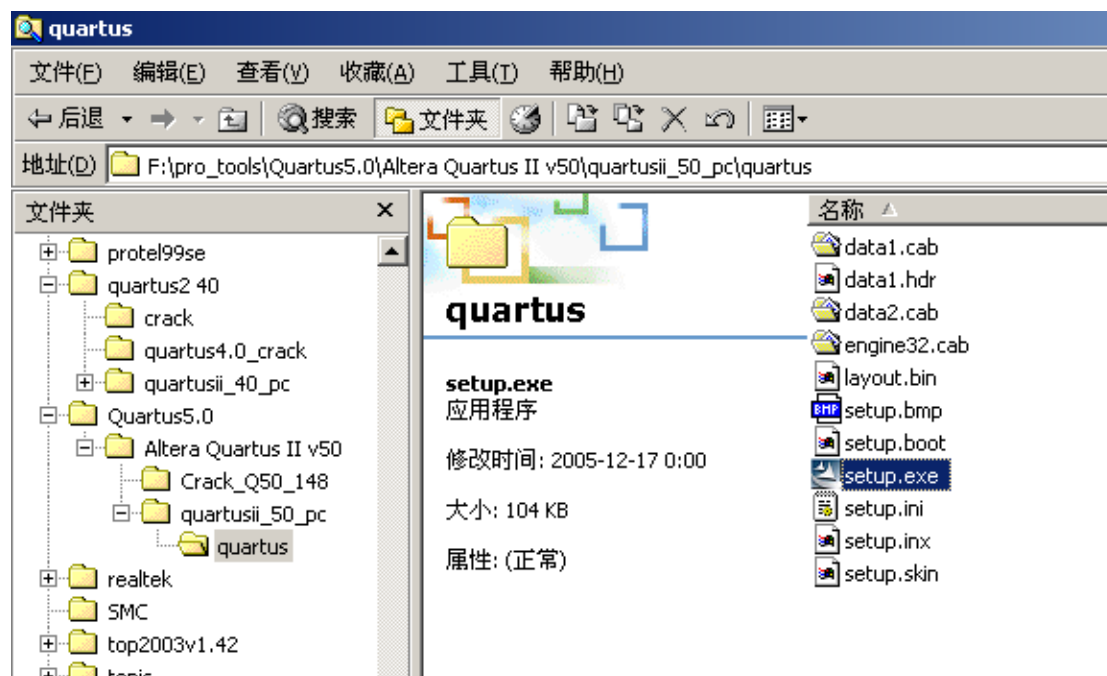 quartus
文件(F) 编辑(E) 查看(V) 收藏(A) 工具(T) 帮助(H)
后退 搜索 文件夹
地址(D) F:\pro_tools\Quartus5.0\Altera Quartus II v50\quartusii_50_pc\quartus
文件夹
protel99se
quartus2 40
crack
quartus4.0_crack
quartusii_40_pc
Quartus5.0
Altera Quartus II v50
Crack_Q50_148
quartusii_50_pc
quartus
realtek
SMC
top2003v1.42
quartus
setup.exe
应用程序
修改时间: 2005-12-17 0:00
大小: 104 KB
属性: (正常)
名称
data1.cab
data1.hdr
data2.cab
engine32.cab
layout.bin
BMP setup.bmp
setup.boot
setup.exe
setup.ini
setup.inx
setup.skin